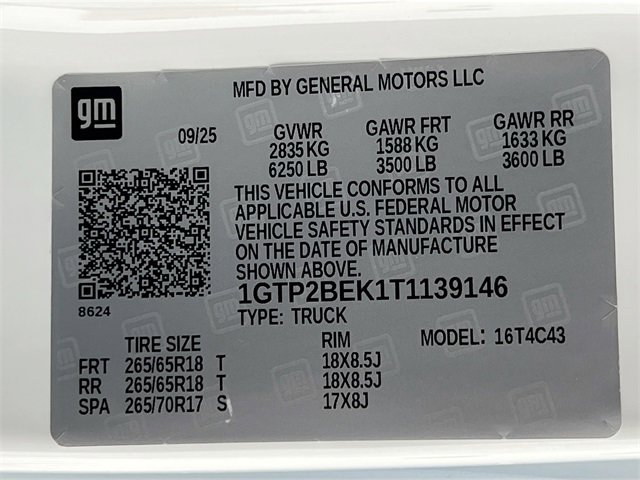 MFD BY GENERAL MOTORS LLC
gm
09/25
GVWR GAWR FRT GAWR RR
2835 KG 1588 KG 1633 KG
6250 LB 3500 LB 3600 LB
THIS VEHICLE CONFORMS TO ALL
APPLICABLE U.S. FEDERAL MOTOR
VEHICLE SAFETY STANDARDS IN EFFECT
ON THE DATE OF MANUFACTURE
SHOWN ABOVE.
8624
1GTP2BEK1T1139146
TYPE: TRUCK
MODEL: 16T4C43
TIRE SIZE RIM
FRT 265/65R18 T 18X8.5J
RR 265/65R18 T 18X8.5J
SPA 265/70R17 S 17X8J